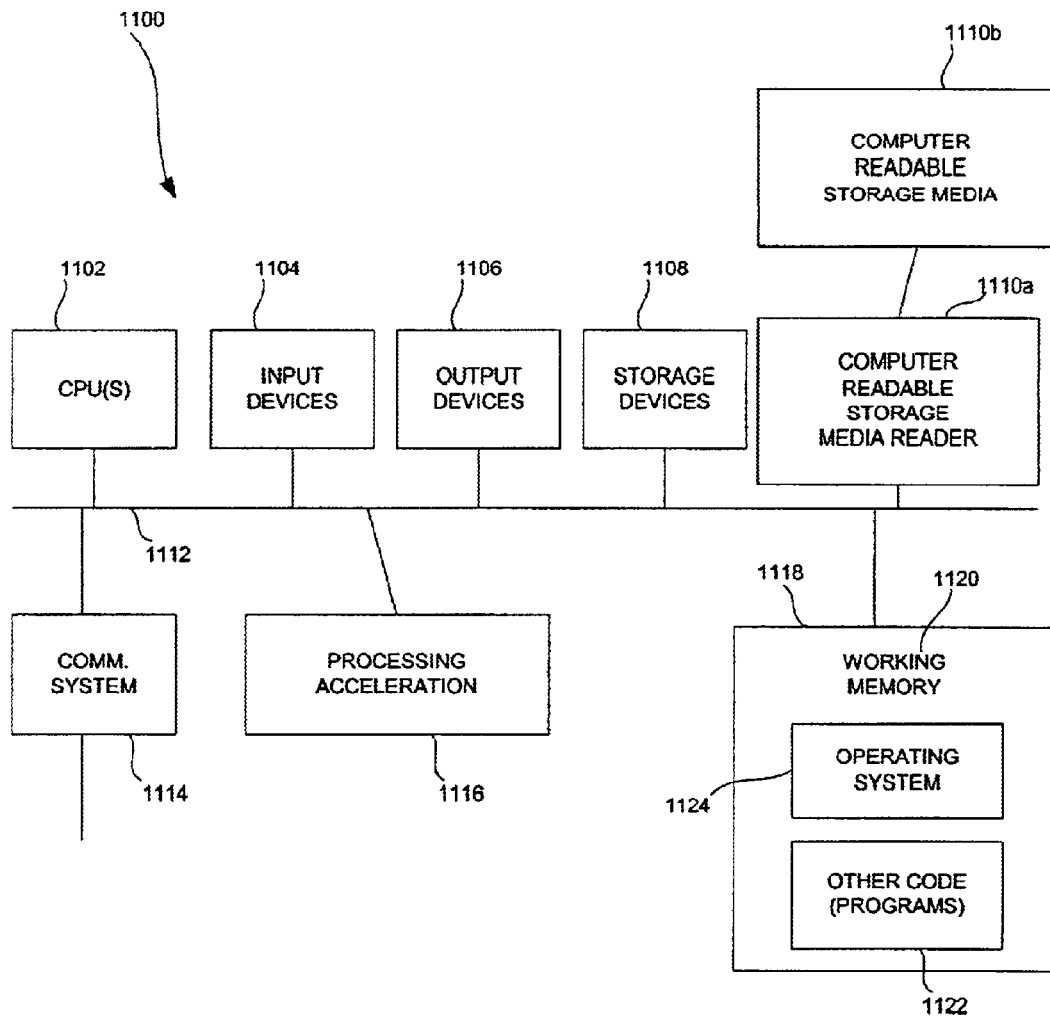 1100
1110b
COMPUTER
READABLE
STORAGE MEDIA
1102
1104
1106
1108
1110a
CPU(S)
INPUT
DEVICES
OUTPUT
DEVICES
STORAGE
DEVICES
COMPUTER
READABLE
STORAGE
MEDIA READER
1112
1118
1120
COMM.
SYSTEM
PROCESSING
ACCELERATION
WORKING
MEMORY
1114
1116
1124
OPERATING
SYSTEM
OTHER CODE
(PROGRAMS)
1122